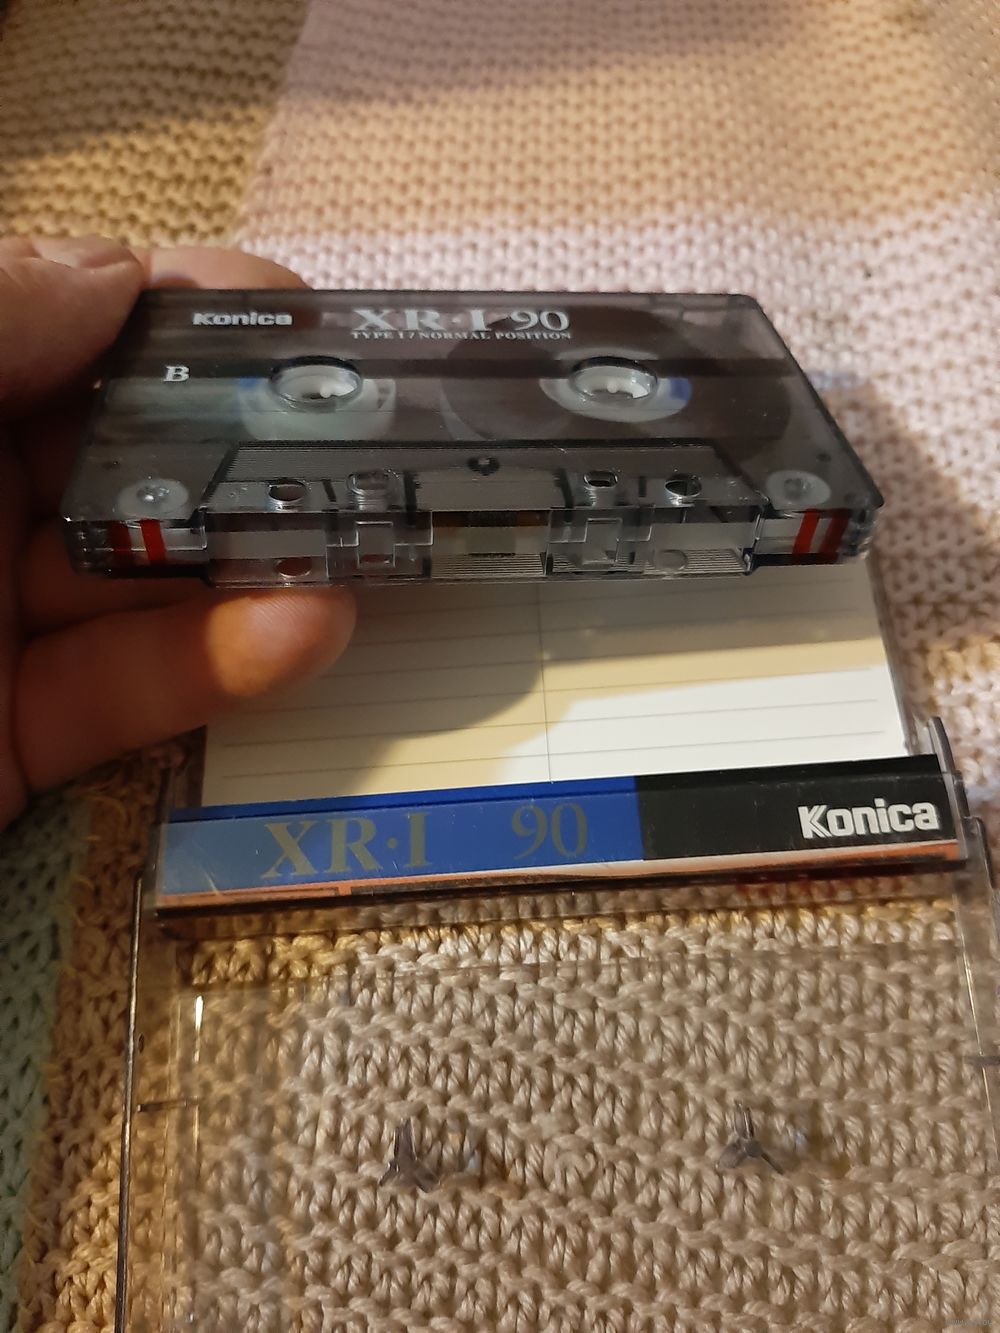 Konica
XR·I 90
TYPE I / NORMAL POSITION
B
XR·I 90
Konica